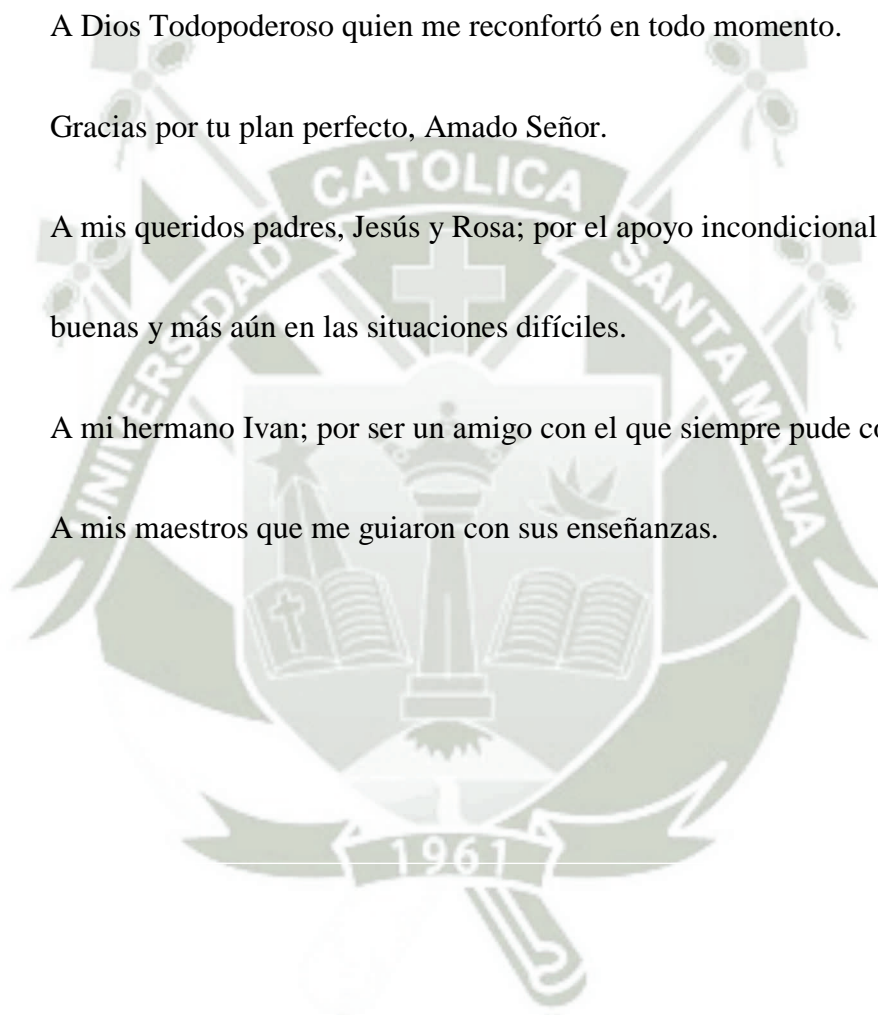 A Dios Todopoderoso quien me reconfortó en todo momento.
Gracias por tu plan perfecto, Amado Señor.
CATOLICA
A mis queridos padres, Jesús y Rosa; por el apoyo incondicional
UNIVERSIDAD
SANTA MARIA
buenas y más aún en las situaciones difíciles.
A mi hermano Ivan; por ser un amigo con el que siempre pude
A mis maestros que me guiaron con sus enseñanzas.
1961